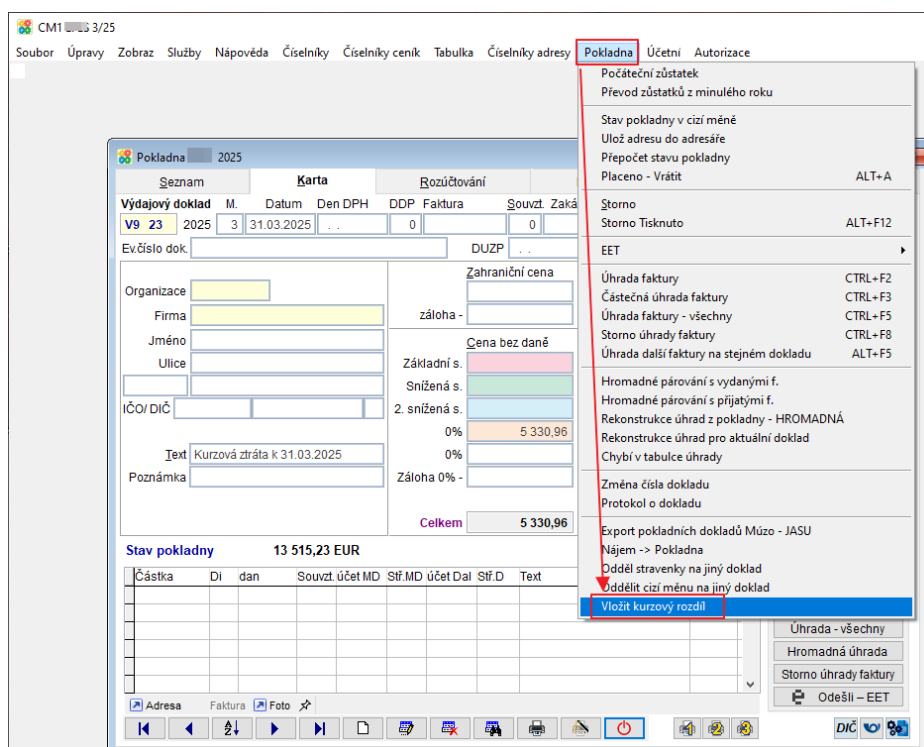 CM1 3/25
Soubor Úpravy Zobraz Služby Nápověda Číselníky Číselníky ceník Tabulka Číselníky adresy Pokladna Účetní Autorizace
Počáteční zůstatek
Převod zůstatků z minulého roku
Stav pokladny v cizí měně
Ulož adresu do adresáře
Přepočet stavu pokladny
Placeno - Vrátit ALT+A
Storno
Storno Tisknuto ALT+F12
EET
Úhrada faktury CTRL+F2
Částečná úhrada faktury CTRL+F3
Úhrada faktury - všechny CTRL+F5
Storno úhrady faktury CTRL+F8
Úhrada další faktury na stejném dokladu ALT+F5
Hromadné párování s vydanými f.
Hromadné párování s přijatými f.
Rekonstrukce úhrad z pokladny - HROMADNÁ
Rekonstrukce úhrad pro aktuální doklad
Chybí v tabulce úhrady
Změna čísla dokladu
Protokol o dokladu
Export pokladních dokladů Múzo - JASU
Nájem -> Pokladna
Odděl stravenky na jiný doklad
Oddělit cizí měnu na jiný doklad
Vložit kurzový rozdíl
Pokladna 2025
Seznam Karta Rozúčtování
Výdajový doklad M. Datum Den DPH DDP Faktura Souvzt. Zaká
V9 23 2025 3 31.03.2025 . . 0 0
Ev.číslo dok. DUZP . .
Zahraniční cena
Organizace
Firma záloha -
Jméno Cena bez daně
Ulice Základní s.
Snížená s.
IČO/ DIČ 2. snížená s.
0% 5 330,96
Text Kurzová ztráta k 31.03.2025 0%
Poznámka Záloha 0% -
Celkem 5 330,96
Stav pokladny 13 515,23 EUR
Částka Di dan Souvzt. účet MD Stř.MD účet Dal Stř.D Text
Úhrada - všechny
Hromadná úhrada
Storno úhrady faktury
Odešli – EET
Adresa Faktura Foto
DIČ